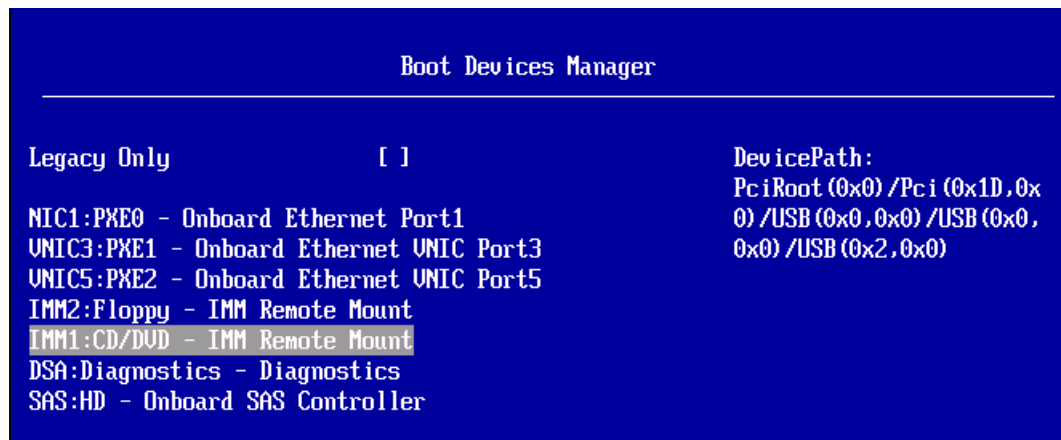 Boot Devices Manager
Legacy Only [ ]
NIC1:PXE0 - Onboard Ethernet Port1
VNIC3:PXE1 - Onboard Ethernet VNIC Port3
VNIC5:PXE2 - Onboard Ethernet VNIC Port5
IMM2:Floppy - IMM Remote Mount
IMM1:CD/DVD - IMM Remote Mount
DSA:Diagnostics - Diagnostics
SAS:HD - Onboard SAS Controller
DevicePath:
PciRoot(0x0)/Pci(0x1D,0x
0)/USB(0x0,0x0)/USB(0x0,
0x0)/USB(0x2,0x0)